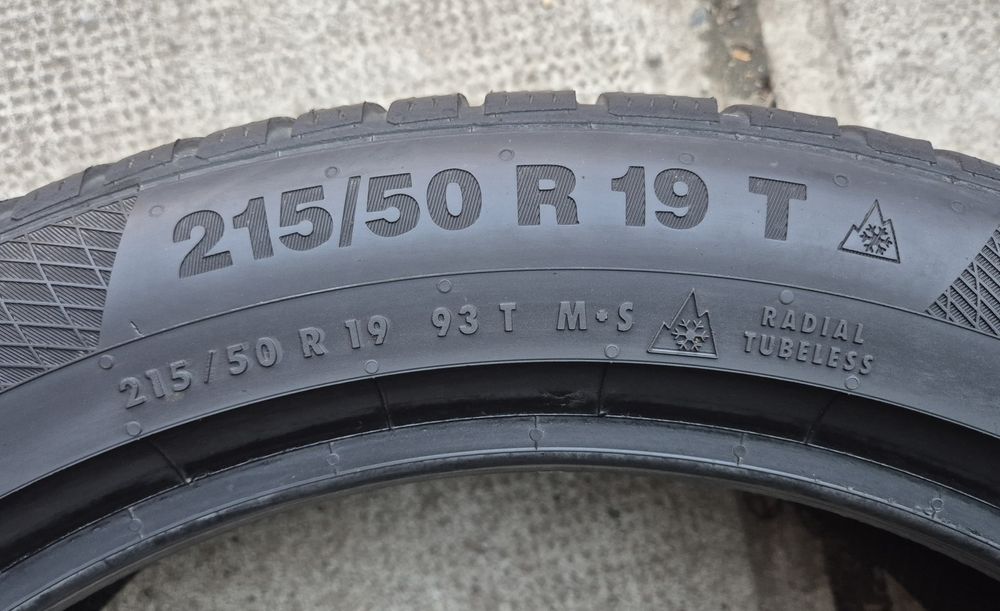 215/50 R 19 T
215/50 R 19 93 T M•S RADIAL
TUBELESS